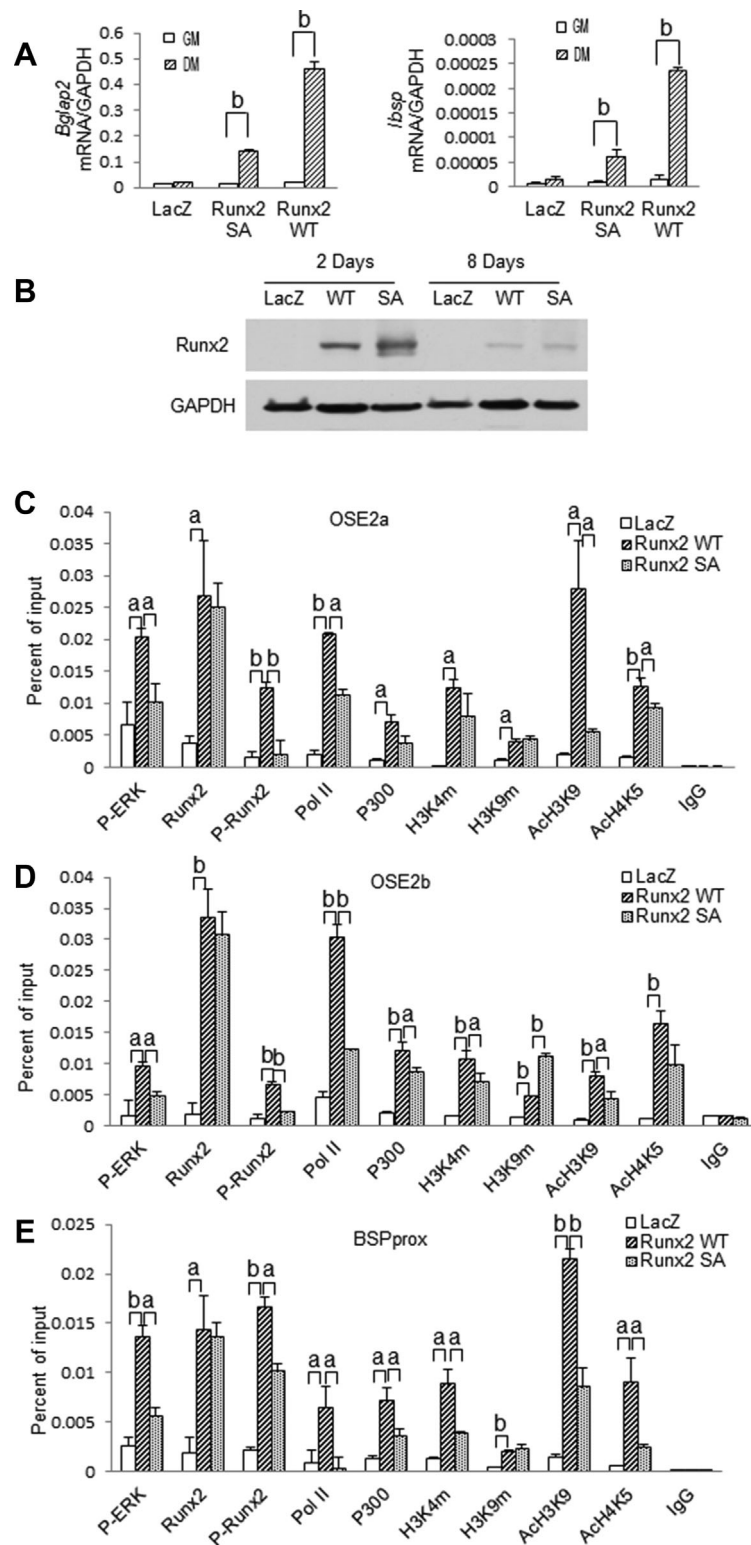 A
Bglap2
mRNA/GAPDH
0.6
0.5
0.4
0.3
0.2
0.1
0
GM
DM
b
b
LacZ
Runx2
SA
Runx2
WT
Ibsp
mRNA/GAPDH
0.0003
0.00025
0.0002
0.00015
0.0001
0.00005
0
GM
DM
b
b
LacZ
Runx2
SA
Runx2
WT
B
2 Days
8 Days
LacZ WT SA LacZ WT SA
Runx2
GAPDH
C
OSE2a
LacZ
Runx2 WT
Runx2 SA
Percent of input
0.04
0.035
0.03
0.025
0.02
0.015
0.01
0.005
0
a a a b b b a a a a a a b a
P-ERK
Runx2
P-Runx2
Pol II
P300
H3K4m
H3K9m
AcH3K9
AcH4K5
IgG
D
OSE2b
LacZ
Runx2 WT
Runx2 SA
Percent of input
0.04
0.035
0.03
0.025
0.02
0.015
0.01
0.005
0
a a b b b b b b a b a b b b a b
P-ERK
Runx2
P-Runx2
Pol II
P300
H3K4m
H3K9m
AcH3K9
AcH4K5
IgG
E
BSPprox
LacZ
Runx2 WT
Runx2 SA
Percent of input
0.025
0.02
0.015
0.01
0.005
0
b a a b a a a a a a a b b b a a
P-ERK
Runx2
P-Runx2
Pol II
P300
H3K4m
H3K9m
AcH3K9
AcH4K5
IgG